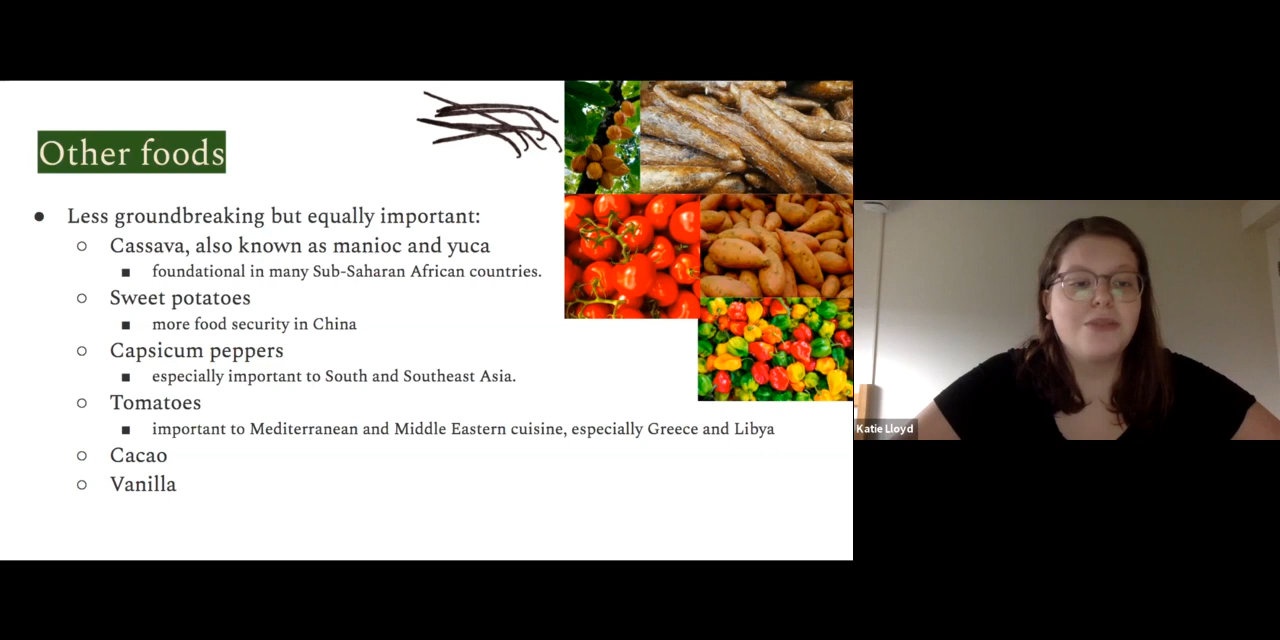 Other foods
● Less groundbreaking but equally important:
○ Cassava, also known as manioc and yuca
■ foundational in many Sub-Saharan African countries.
○ Sweet potatoes
■ more food security in China
○ Capsicum peppers
■ especially important to South and Southeast Asia.
○ Tomatoes
■ important to Mediterranean and Middle Eastern cuisine, especially Greece and Libya
○ Cacao
○ Vanilla
Katie Lloyd